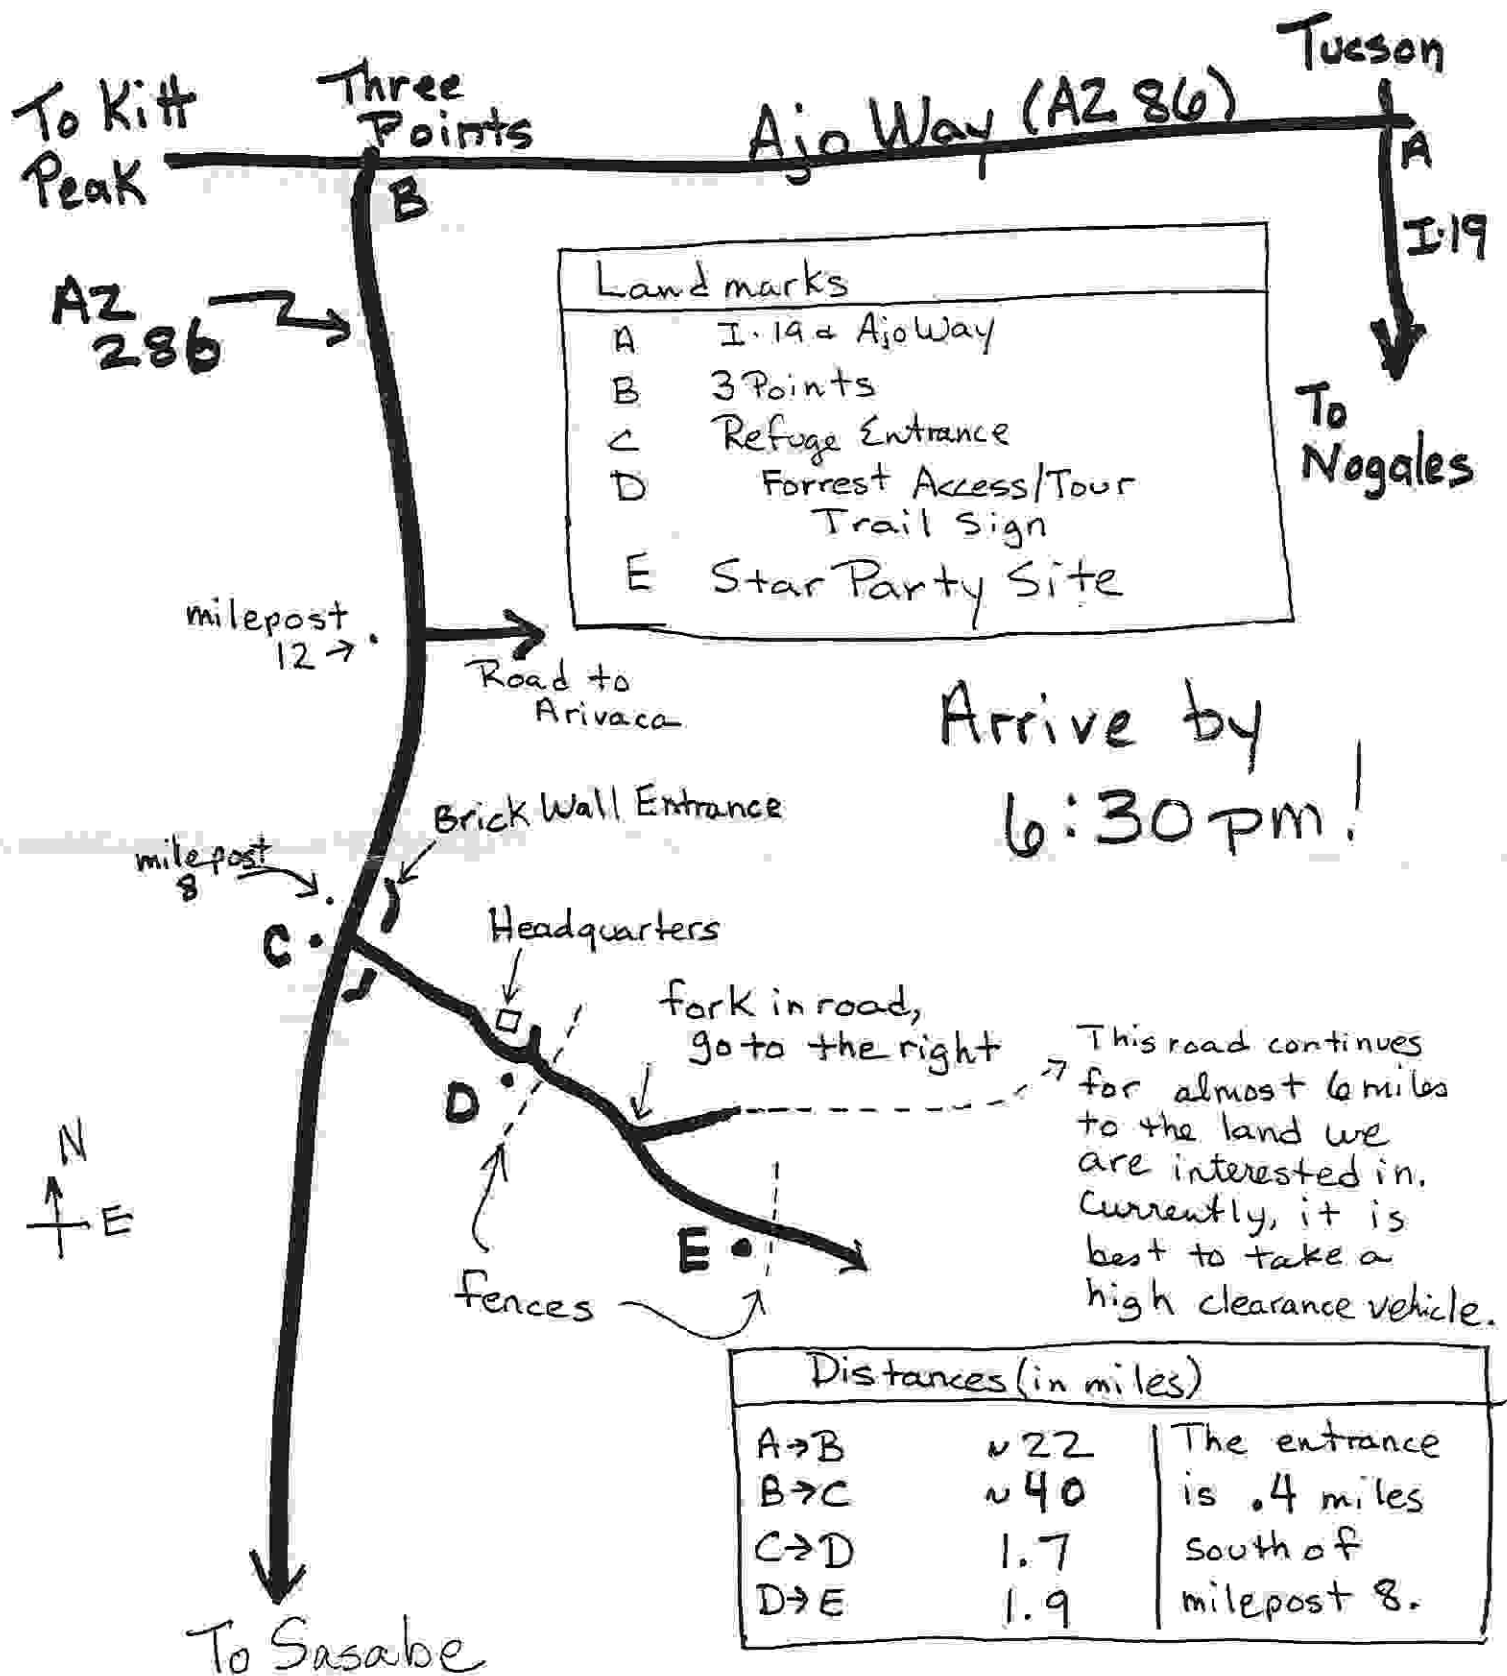 Tucson
To Kitt
Peak
Three
Points
Ajo Way (AZ 86)
A
B
I-19
AZ
286
To
Nogales
Landmarks
A I-19 & Ajo Way
B 3 Points
C Refuge Entrance
D Forrest Access/Tour
Trail Sign
E Star Party Site
milepost
12
Road to
Arivaca
Arrive by
6:30 pm!
Brick Wall Entrance
milepost
8
C
Headquarters
fork in road,
go to the right
This road continues
for almost 6 miles
to the land we
are interested in.
Currently, it is
best to take a
high clearance vehicle.
D
N
E
E
fences
Distances (in miles)
A→B ~22
B→C ~40
C→D 1.7
D→E 1.9
The entrance
is .4 miles
south of
milepost 8.
To Sasabe